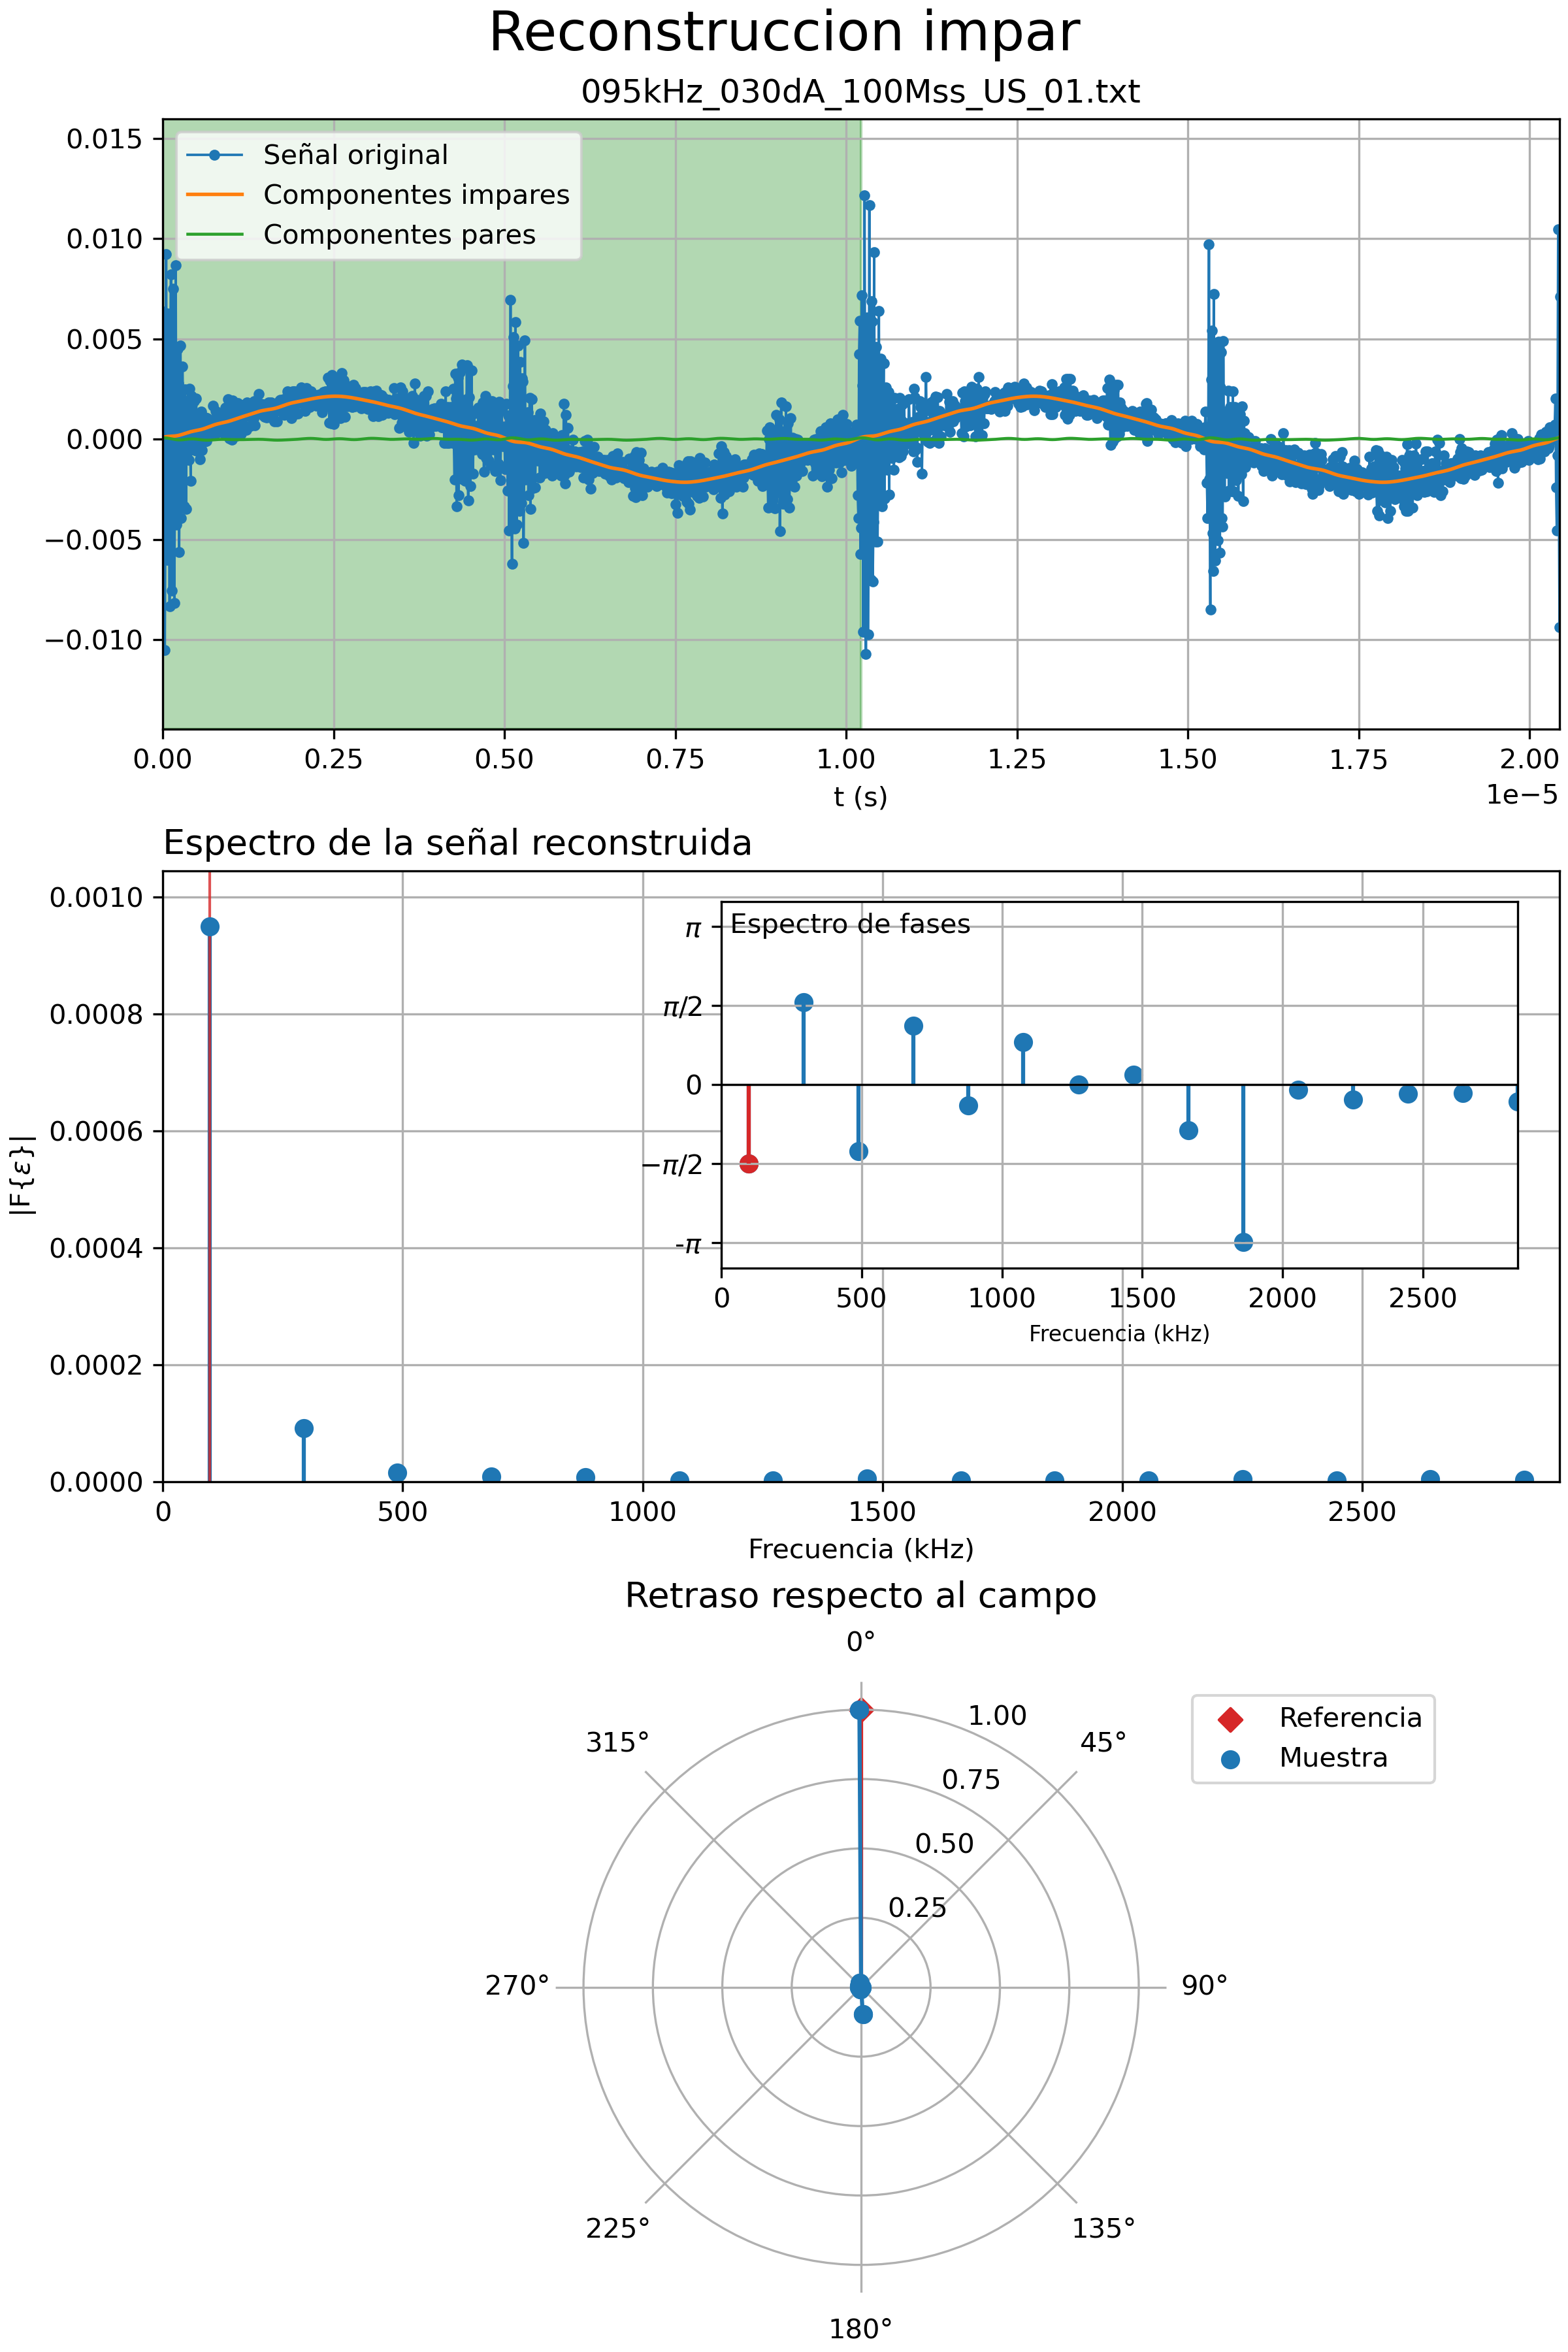 Reconstruccion impar
095kHz_030dA_100Mss_US_01.txt
Señal original
Componentes impares
Componentes pares
0.015
0.010
0.005
0.000
−0.005
−0.010
0.00 0.25 0.50 0.75 1.00 1.25 1.50 1.75 2.00
t (s)
1e−5
Espectro de la señal reconstruida
|F{ε}|
0.0010
0.0008
0.0006
0.0004
0.0002
0.0000
0 500 1000 1500 2000 2500
Frecuencia (kHz)
Espectro de fases
π
π/2
0
−π/2
-π
0 500 1000 1500 2000 2500
Frecuencia (kHz)
Retraso respecto al campo
0°
45°
90°
135°
180°
225°
270°
315°
1.00
0.75
0.50
0.25
Referencia
Muestra